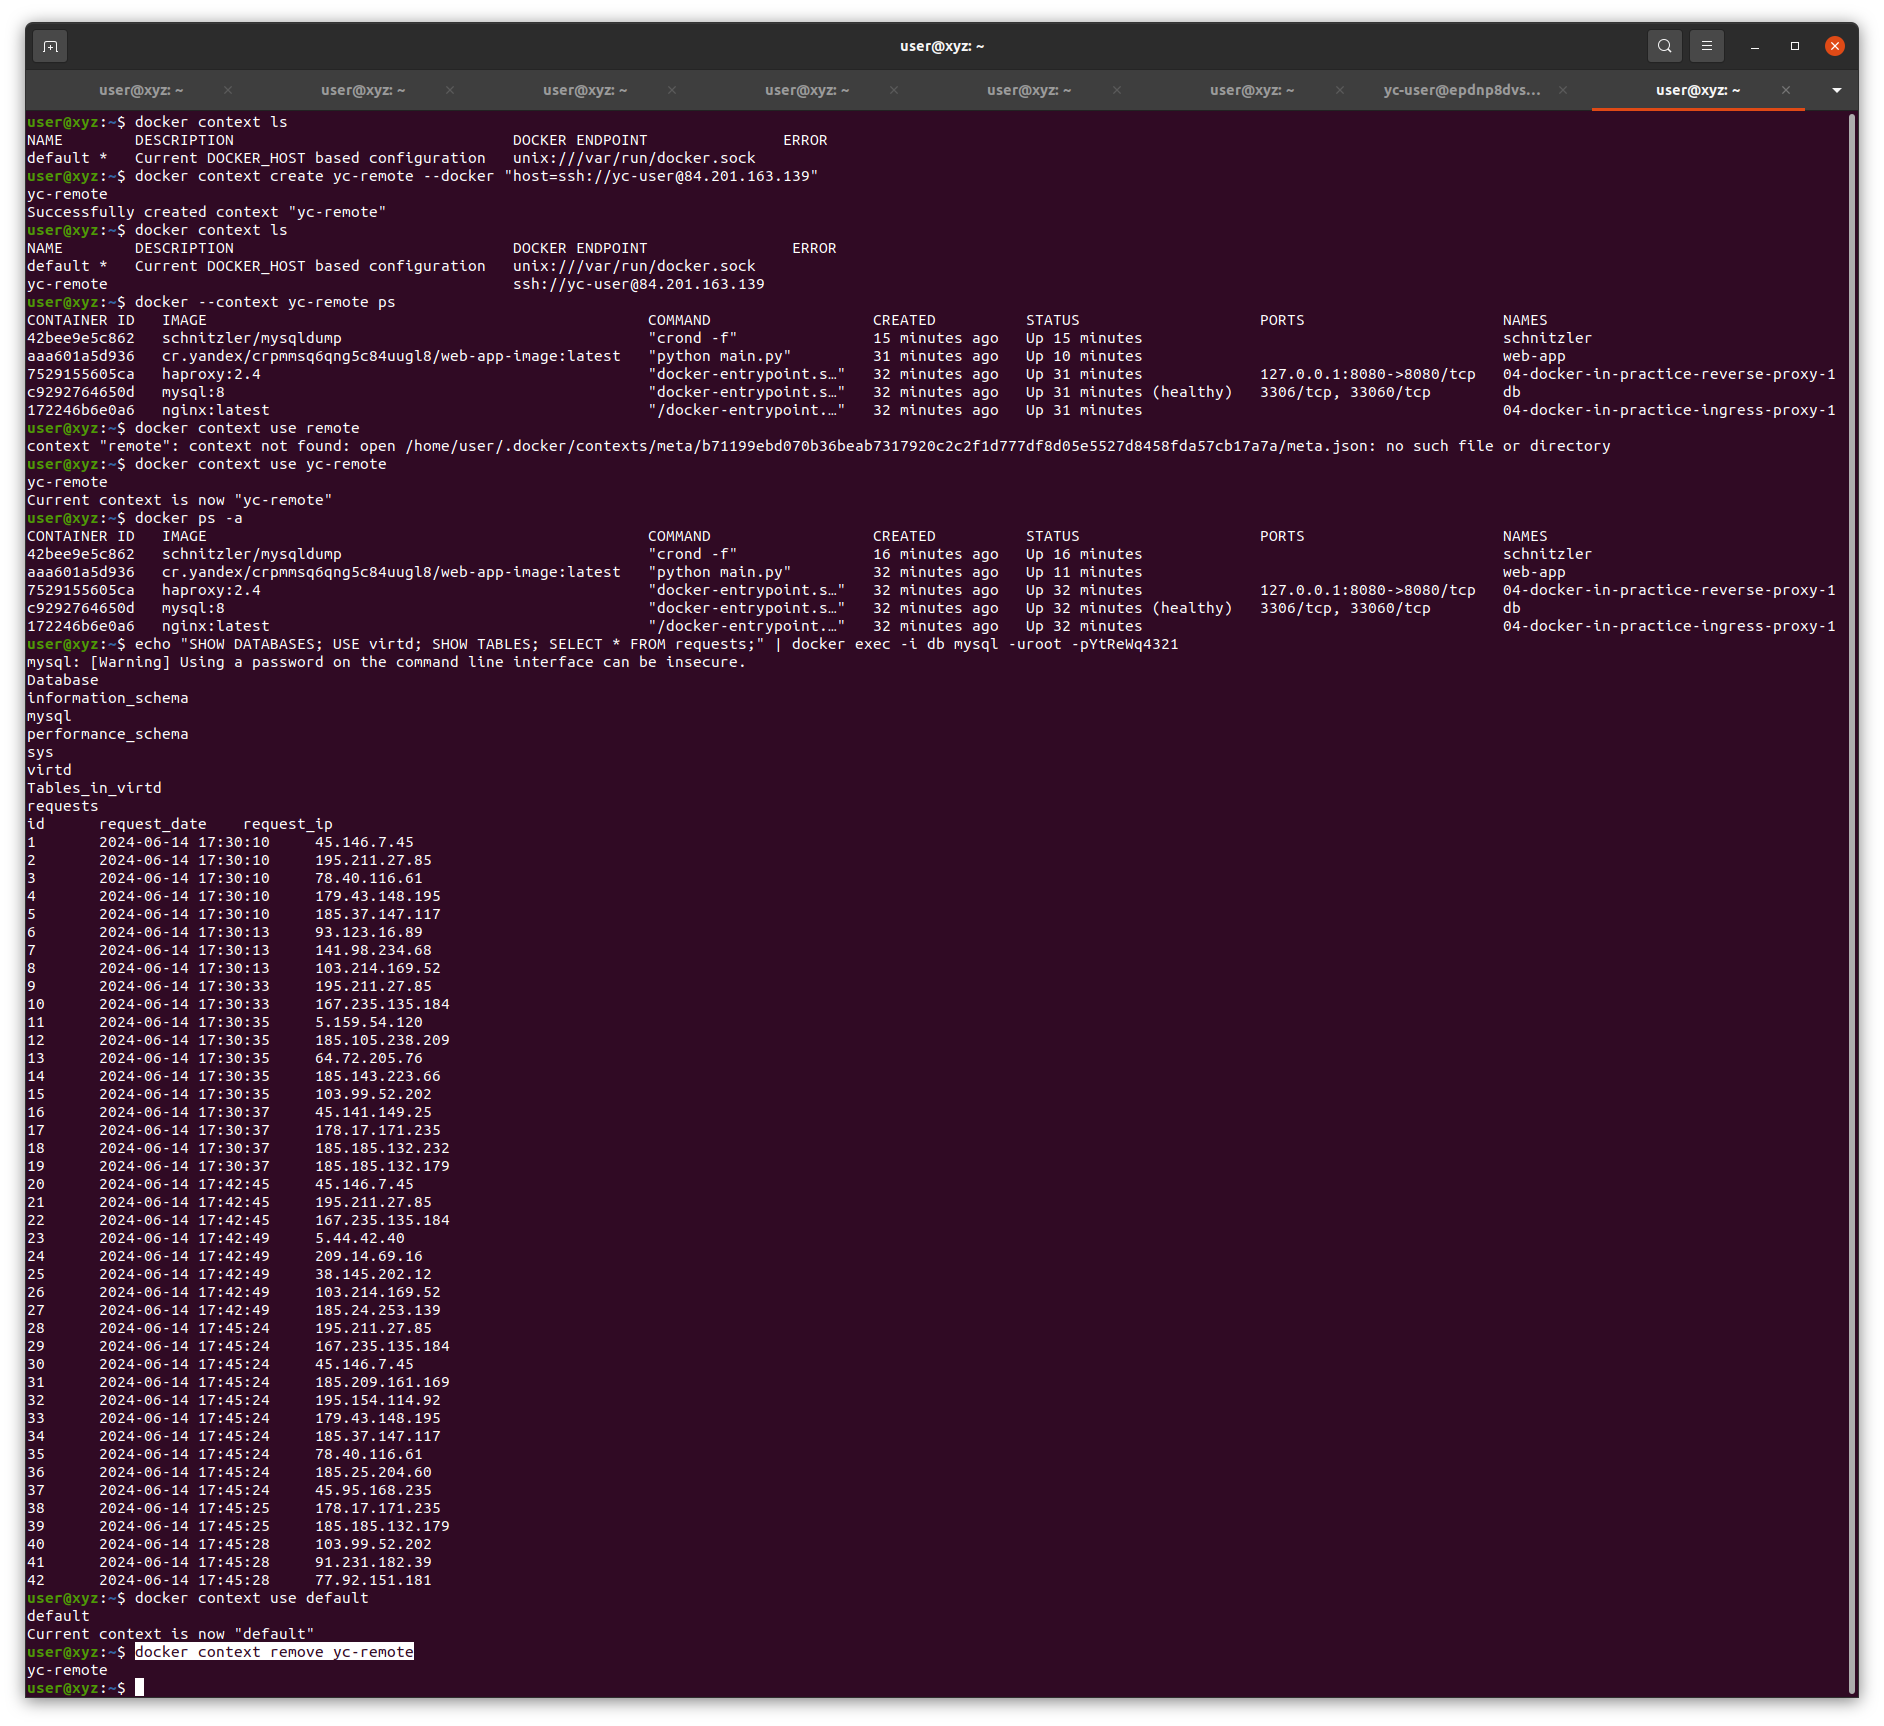 user@xyz: ~
user@xyz: ~ user@xyz: ~ user@xyz: ~ user@xyz: ~ user@xyz: ~ user@xyz: ~ yc-user@epdnp8dvs... user@xyz: ~
user@xyz:~$ docker context ls
NAME        DESCRIPTION                               DOCKER ENDPOINT               ERROR
default *   Current DOCKER_HOST based configuration   unix:///var/run/docker.sock
user@xyz:~$ docker context create yc-remote --docker "host=ssh://yc-user@84.201.163.139"
yc-remote
Successfully created context "yc-remote"
user@xyz:~$ docker context ls
NAME        DESCRIPTION                               DOCKER ENDPOINT                ERROR
default *   Current DOCKER_HOST based configuration   unix:///var/run/docker.sock
yc-remote                                             ssh://yc-user@84.201.163.139
user@xyz:~$ docker --context yc-remote ps
CONTAINER ID   IMAGE                                                 COMMAND                  CREATED          STATUS                    PORTS                      NAMES
42bee9e5c862   schnitzler/mysqldump                                  "crond -f"               15 minutes ago   Up 15 minutes                                        schnitzler
aaa601a5d936   cr.yandex/crpmmsq6qng5c84uugl8/web-app-image:latest   "python main.py"         31 minutes ago   Up 10 minutes                                        web-app
7529155605ca   haproxy:2.4                                           "docker-entrypoint.s…"   32 minutes ago   Up 31 minutes             127.0.0.1:8080->8080/tcp   04-docker-in-practice-reverse-proxy-1
c9292764650d   mysql:8                                               "docker-entrypoint.s…"   32 minutes ago   Up 31 minutes (healthy)   3306/tcp, 33060/tcp        db
172246b6e0a6   nginx:latest                                          "/docker-entrypoint.…"   32 minutes ago   Up 31 minutes                                        04-docker-in-practice-ingress-proxy-1
user@xyz:~$ docker context use remote
context "remote": context not found: open /home/user/.docker/contexts/meta/b71199ebd070b36beab7317920c2c2f1d777df8d05e5527d8458fda57cb17a7a/meta.json: no such file or directory
user@xyz:~$ docker context use yc-remote
yc-remote
Current context is now "yc-remote"
user@xyz:~$ docker ps -a
CONTAINER ID   IMAGE                                                 COMMAND                  CREATED          STATUS                    PORTS                      NAMES
42bee9e5c862   schnitzler/mysqldump                                  "crond -f"               16 minutes ago   Up 16 minutes                                        schnitzler
aaa601a5d936   cr.yandex/crpmmsq6qng5c84uugl8/web-app-image:latest   "python main.py"         32 minutes ago   Up 11 minutes                                        web-app
7529155605ca   haproxy:2.4                                           "docker-entrypoint.s…"   32 minutes ago   Up 32 minutes             127.0.0.1:8080->8080/tcp   04-docker-in-practice-reverse-proxy-1
c9292764650d   mysql:8                                               "docker-entrypoint.s…"   32 minutes ago   Up 32 minutes (healthy)   3306/tcp, 33060/tcp        db
172246b6e0a6   nginx:latest                                          "/docker-entrypoint.…"   32 minutes ago   Up 32 minutes                                        04-docker-in-practice-ingress-proxy-1
user@xyz:~$ echo "SHOW DATABASES; USE virtd; SHOW TABLES; SELECT * FROM requests;" | docker exec -i db mysql -uroot -pYtReWq4321
mysql: [Warning] Using a password on the command line interface can be insecure.
Database
information_schema
mysql
performance_schema
sys
virtd
Tables_in_virtd
requests
id      request_date    request_ip
1       2024-06-14 17:30:10     45.146.7.45
2       2024-06-14 17:30:10     195.211.27.85
3       2024-06-14 17:30:10     78.40.116.61
4       2024-06-14 17:30:10     179.43.148.195
5       2024-06-14 17:30:10     185.37.147.117
6       2024-06-14 17:30:13     93.123.16.89
7       2024-06-14 17:30:13     141.98.234.68
8       2024-06-14 17:30:13     103.214.169.52
9       2024-06-14 17:30:33     195.211.27.85
10      2024-06-14 17:30:33     167.235.135.184
11      2024-06-14 17:30:35     5.159.54.120
12      2024-06-14 17:30:35     185.105.238.209
13      2024-06-14 17:30:35     64.72.205.76
14      2024-06-14 17:30:35     185.143.223.66
15      2024-06-14 17:30:35     103.99.52.202
16      2024-06-14 17:30:37     45.141.149.25
17      2024-06-14 17:30:37     178.17.171.235
18      2024-06-14 17:30:37     185.185.132.232
19      2024-06-14 17:30:37     185.185.132.179
20      2024-06-14 17:42:45     45.146.7.45
21      2024-06-14 17:42:45     195.211.27.85
22      2024-06-14 17:42:45     167.235.135.184
23      2024-06-14 17:42:49     5.44.42.40
24      2024-06-14 17:42:49     209.14.69.16
25      2024-06-14 17:42:49     38.145.202.12
26      2024-06-14 17:42:49     103.214.169.52
27      2024-06-14 17:42:49     185.24.253.139
28      2024-06-14 17:45:24     195.211.27.85
29      2024-06-14 17:45:24     167.235.135.184
30      2024-06-14 17:45:24     45.146.7.45
31      2024-06-14 17:45:24     185.209.161.169
32      2024-06-14 17:45:24     195.154.114.92
33      2024-06-14 17:45:24     179.43.148.195
34      2024-06-14 17:45:24     185.37.147.117
35      2024-06-14 17:45:24     78.40.116.61
36      2024-06-14 17:45:24     185.25.204.60
37      2024-06-14 17:45:24     45.95.168.235
38      2024-06-14 17:45:25     178.17.171.235
39      2024-06-14 17:45:25     185.185.132.179
40      2024-06-14 17:45:28     103.99.52.202
41      2024-06-14 17:45:28     91.231.182.39
42      2024-06-14 17:45:28     77.92.151.181
user@xyz:~$ docker context use default
default
Current context is now "default"
user@xyz:~$ docker context remove yc-remote
yc-remote
user@xyz:~$